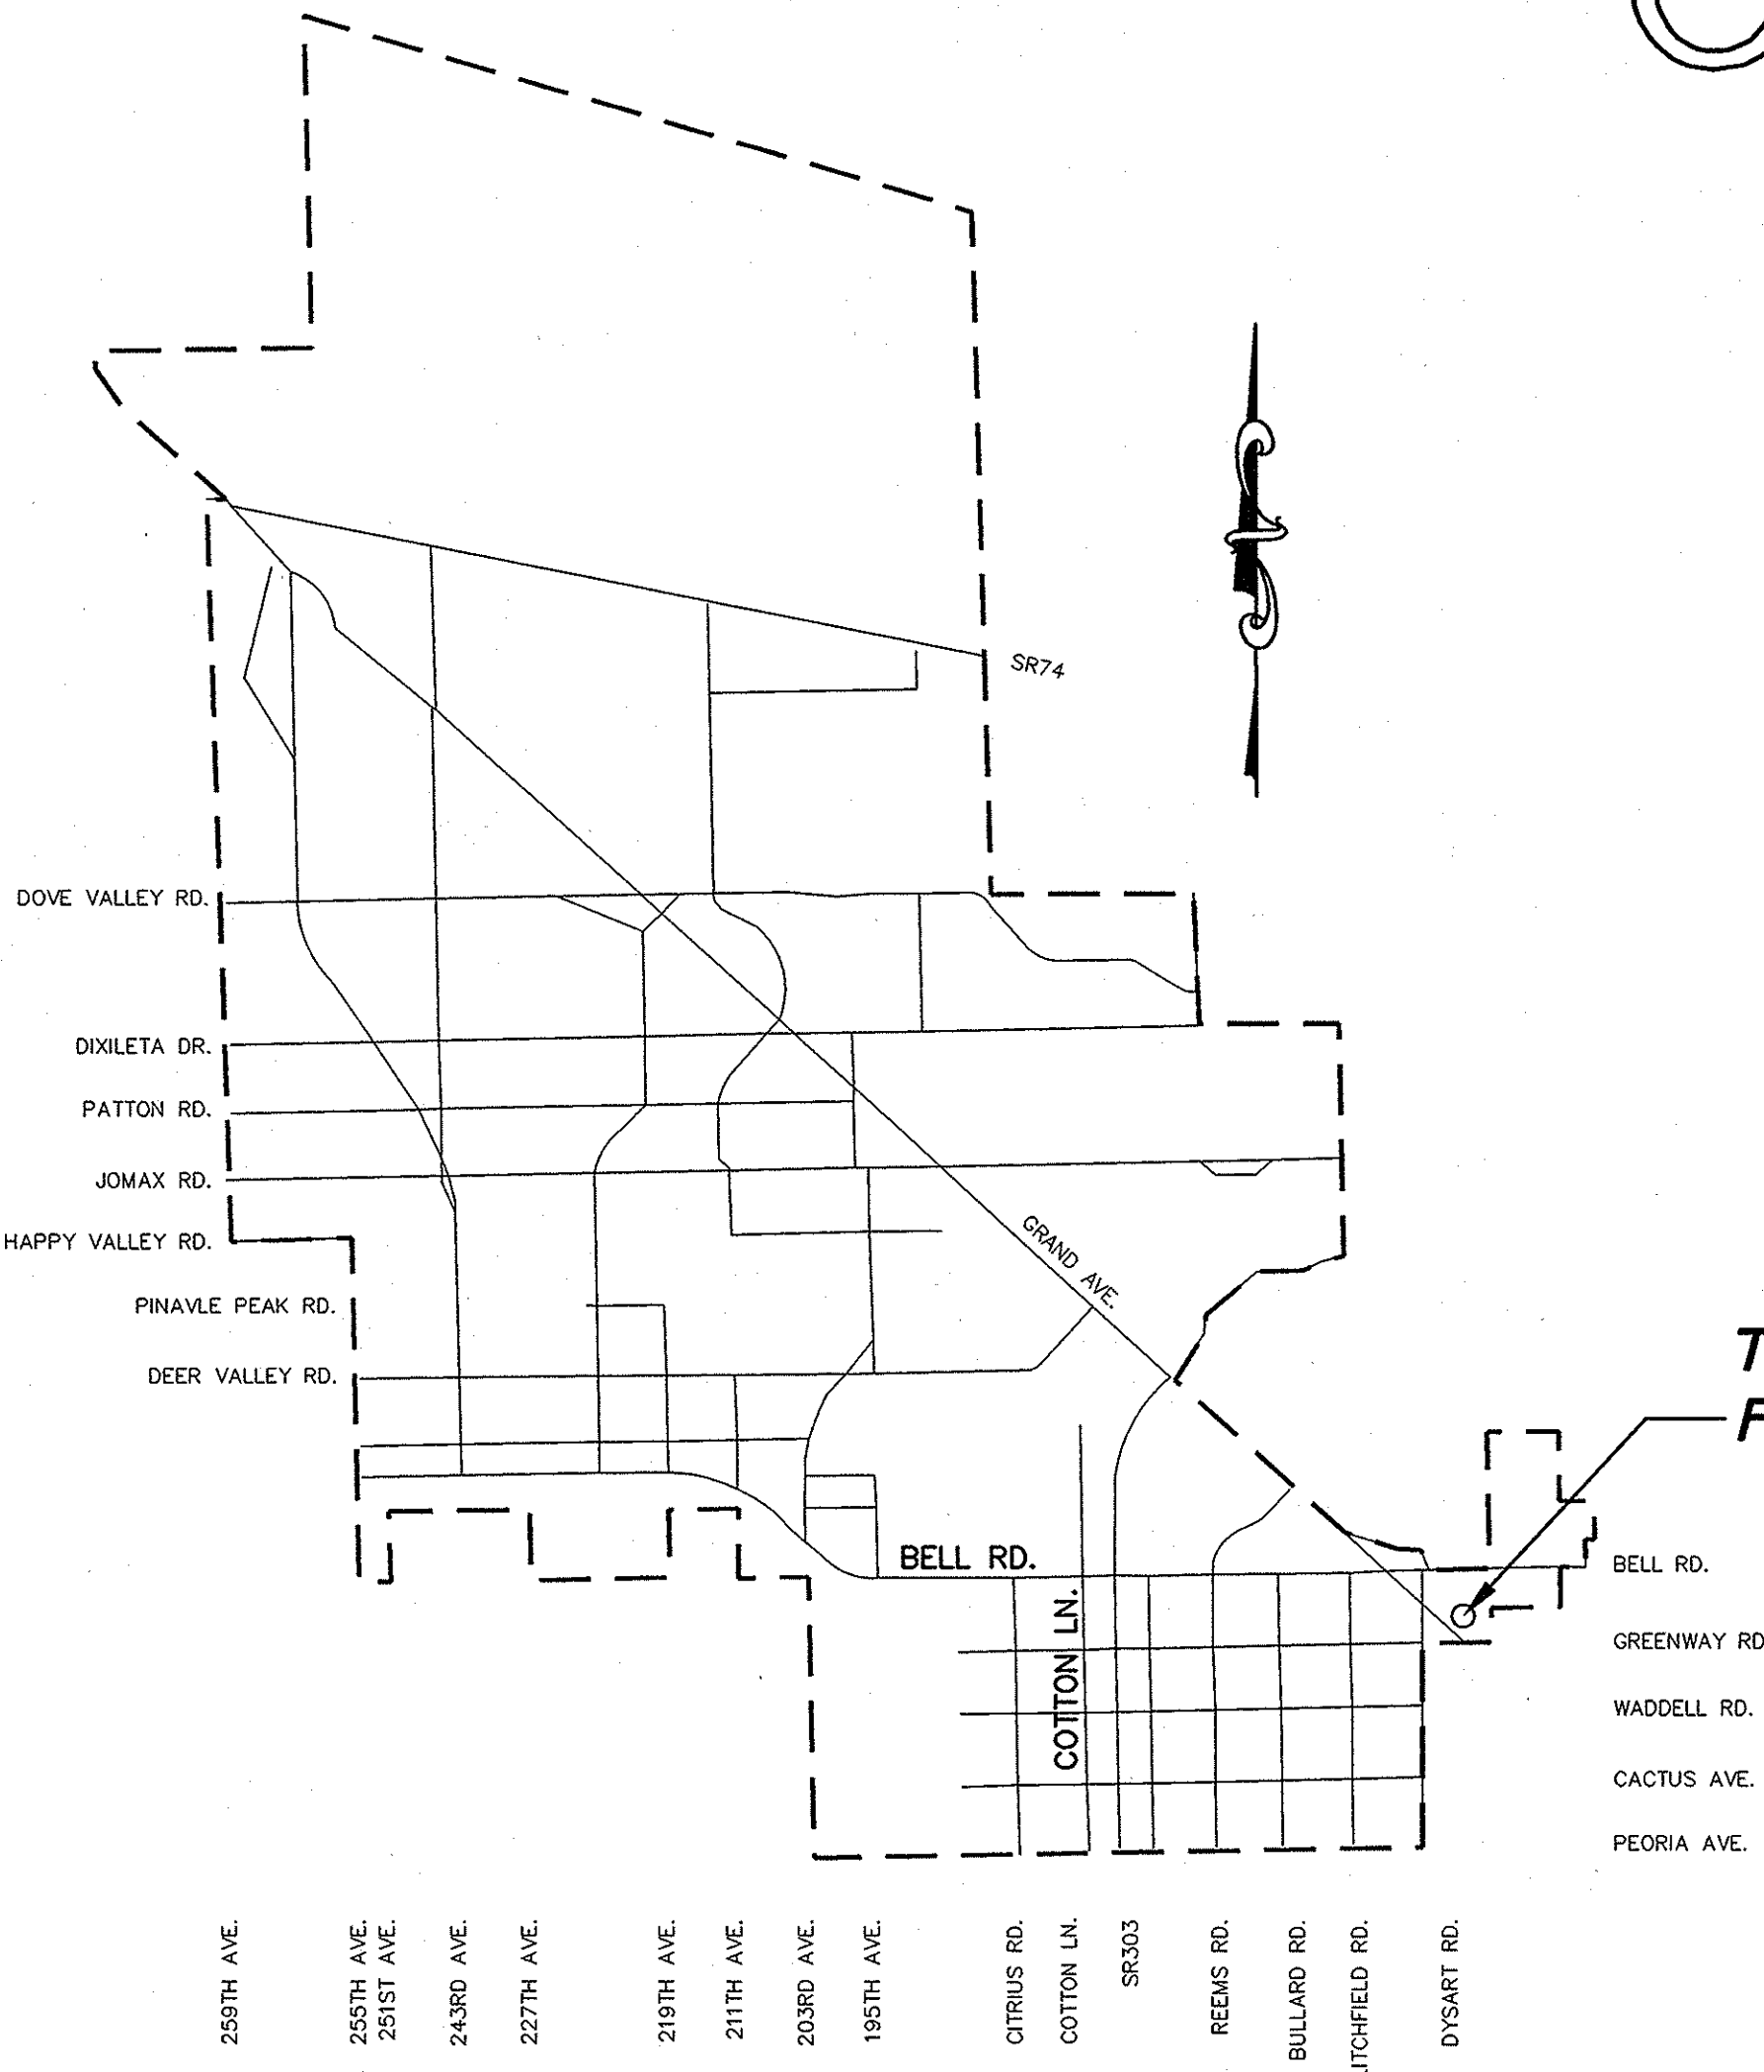 SR74
DOVE VALLEY RD.
DIXILETA DR.
PATTON RD.
JOMAX RD.
HAPPY VALLEY RD.
GRAND AVE.
PINAVLE PEAK RD.
T
DEER VALLEY RD.
F
BELL RD.
BELL RD.
COTTON LN.
GREENWAY RD
WADDELL RD.
CACTUS AVE.
PEORIA AVE.
259TH AVE.
255TH AVE.
251ST AVE.
243RD AVE.
227TH AVE.
219TH AVE.
211TH AVE.
203RD AVE.
195TH AVE.
CITRIUS RD.
COTTON LN.
SR303
REEMS RD.
BULLARD RD.
ITCHFIELD RD.
DYSART RD.